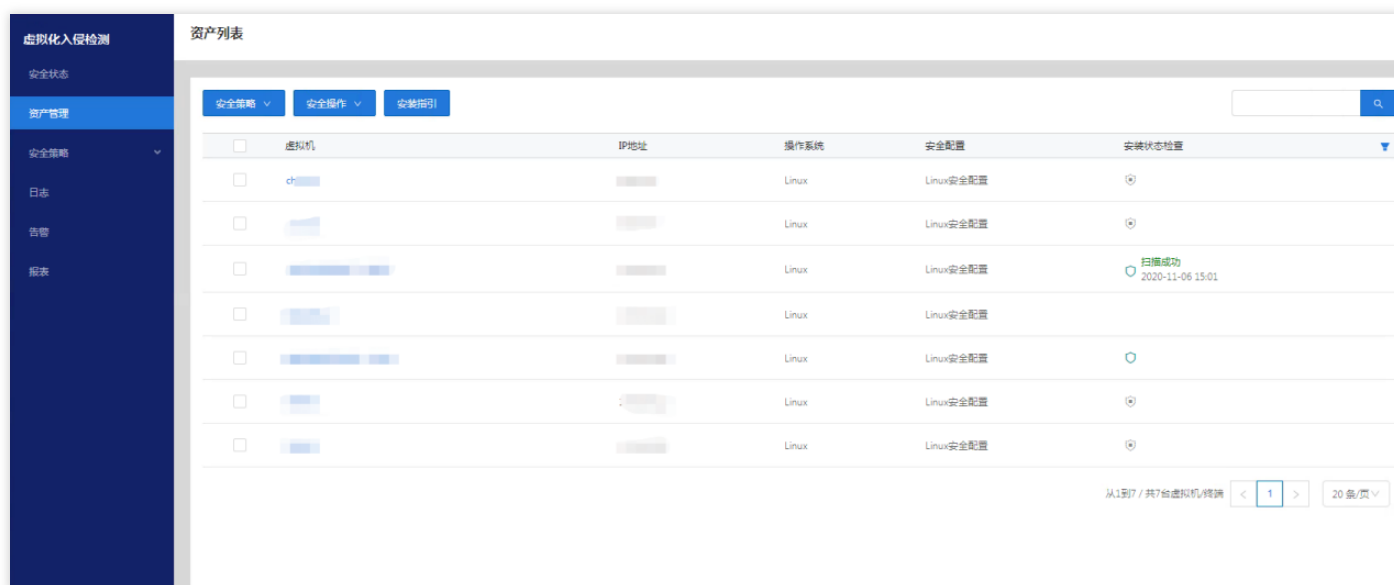 虚拟化入侵检测
资产列表
安全状态
资产管理
安全策略
日志
告警
报表
安全策略 安全操作 安装指引
虚拟机 IP地址 操作系统 安全配置 安装状态检查
ch Linux Linux安全配置
Linux Linux安全配置
Linux Linux安全配置 扫描成功
2020-11-06 15:01
Linux Linux安全配置
Linux Linux安全配置
Linux Linux安全配置
Linux Linux安全配置
从1到7 / 共7台虚拟机/终端 < 1 > 20 条/页